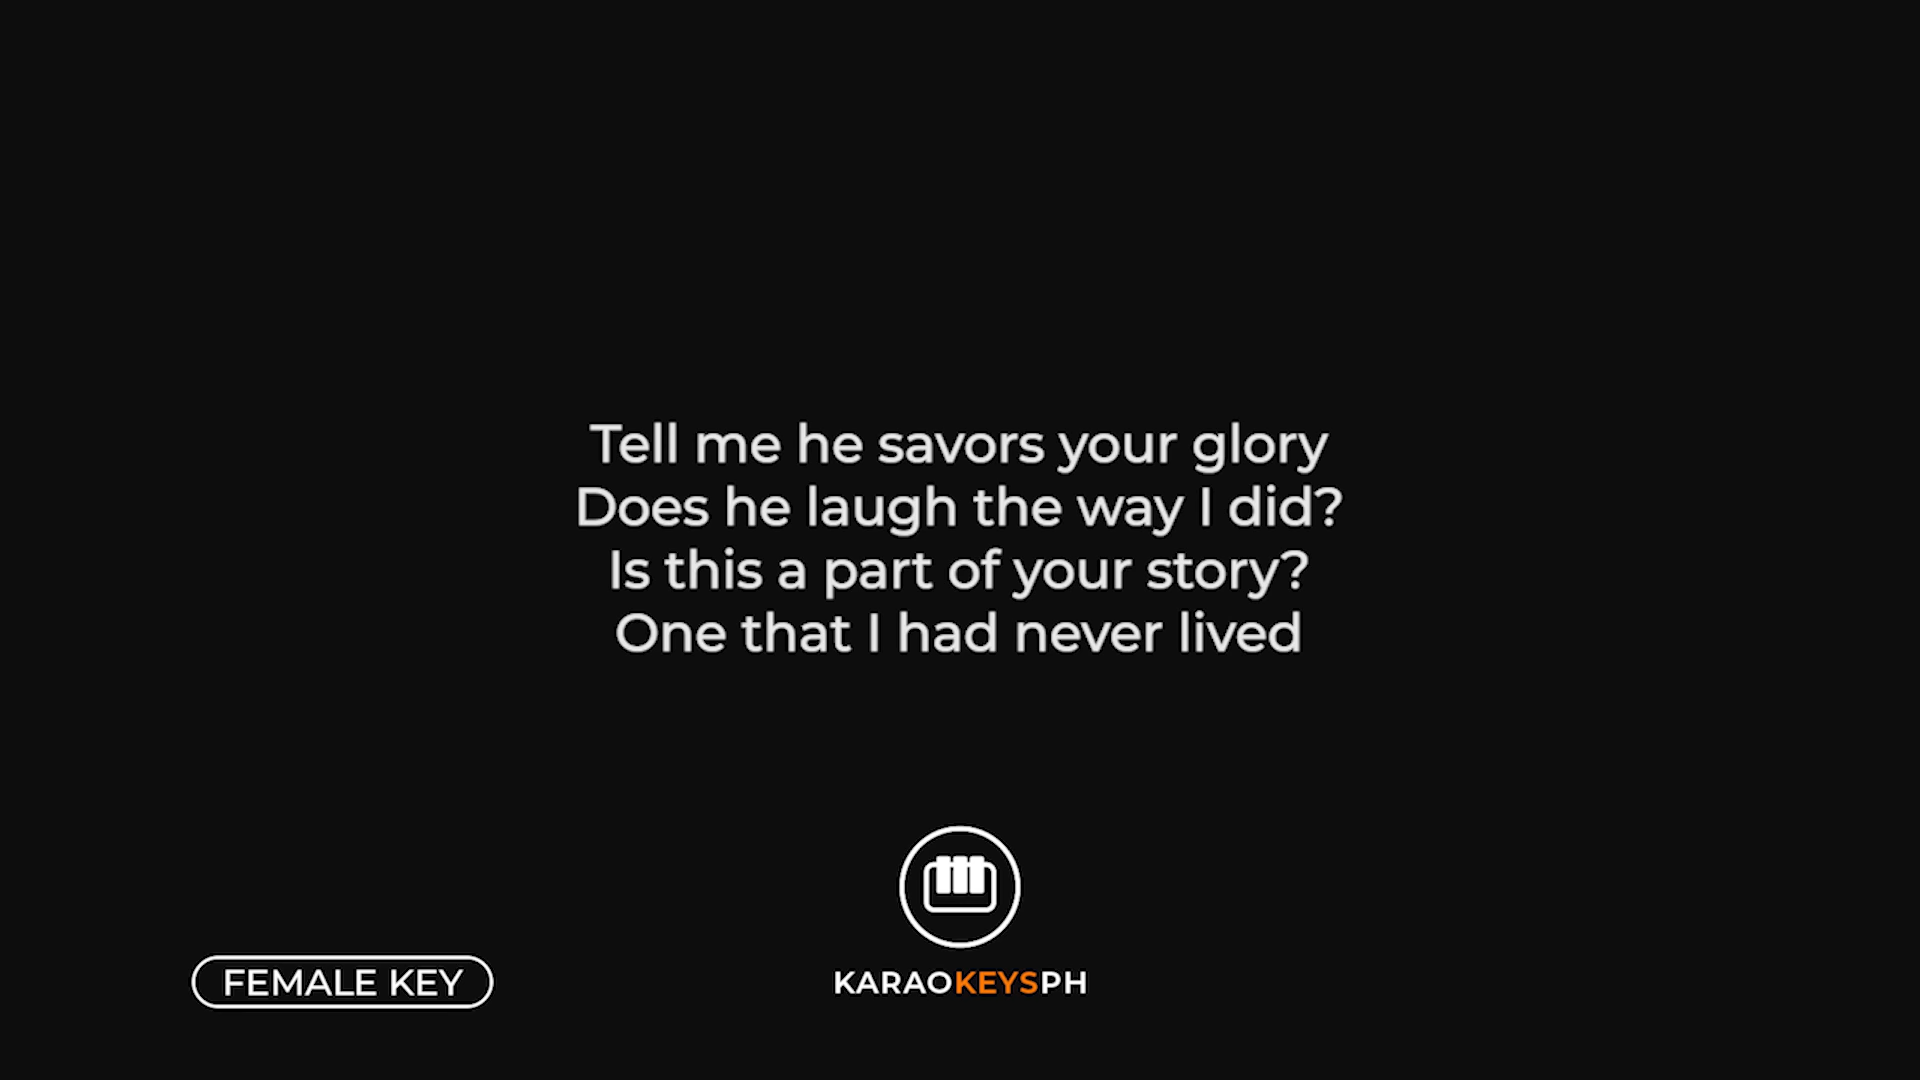 Tell me he savors your glory
Does he laugh the way I did?
Is this a part of your story?
One that I had never lived
FEMALE KEY
KARAOKEYSPH